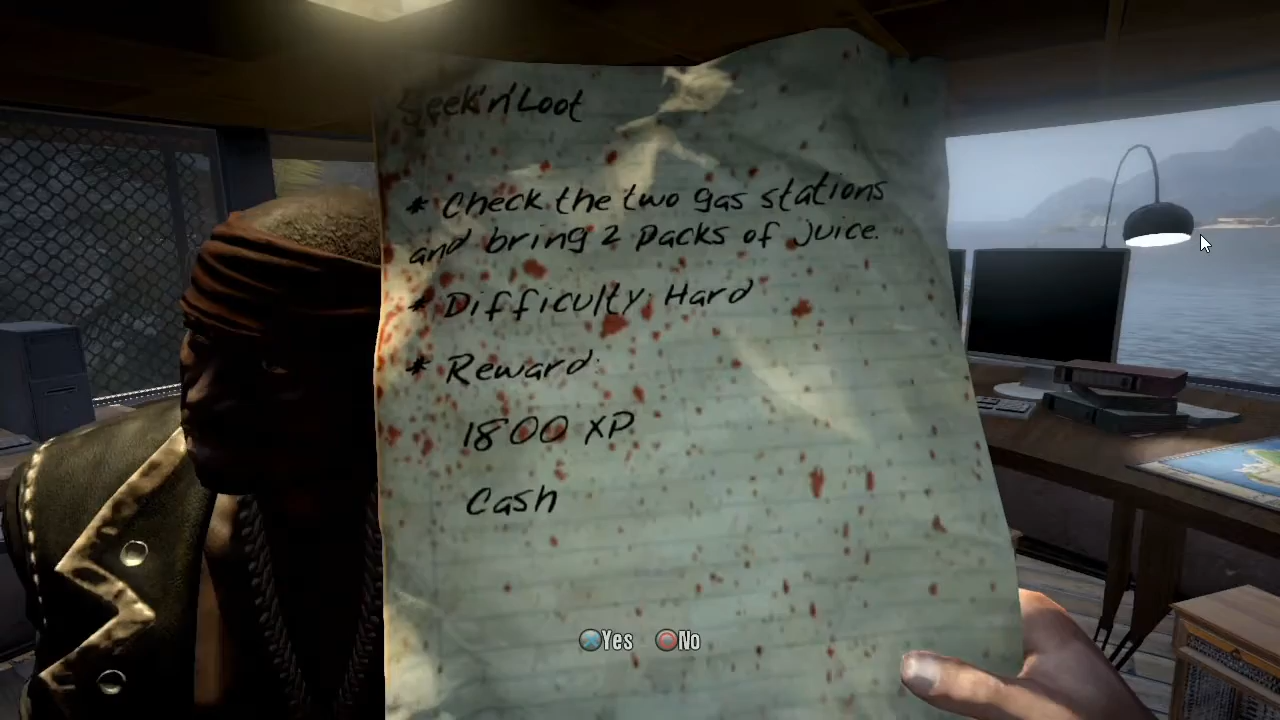 Seek'n'Loot
* Check the two gas stations
and bring 2 packs of juice.
* Difficulty Hard
* Reward:
1800 XP
Cash
Yes No